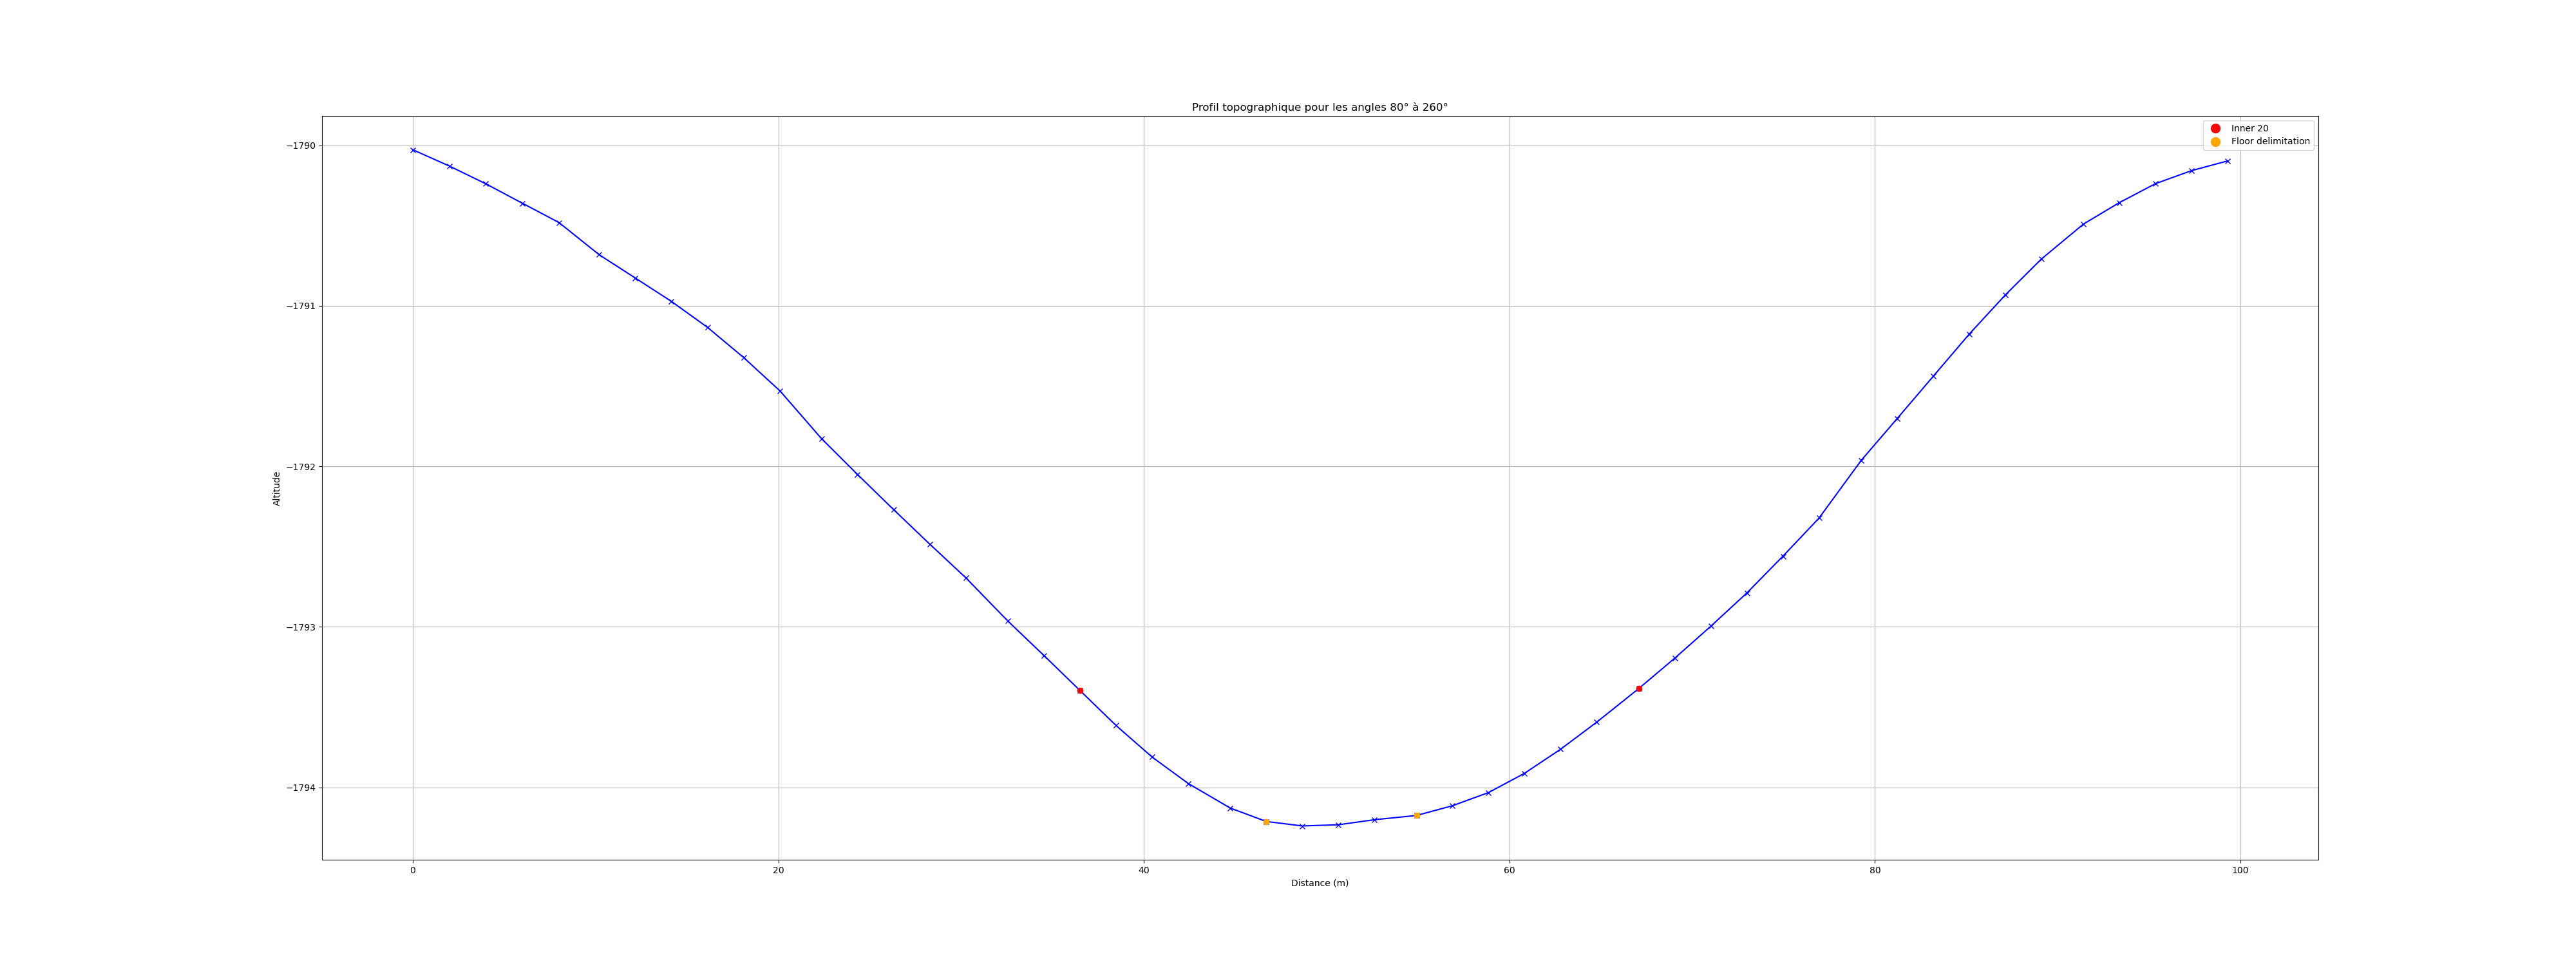 Profil topographique pour les angles 80° à 260°
Inner 20
Floor delimitation
−1790
−1791
−1792
−1793
−1794
Altitude
0
20
40
60
80
100
Distance (m)